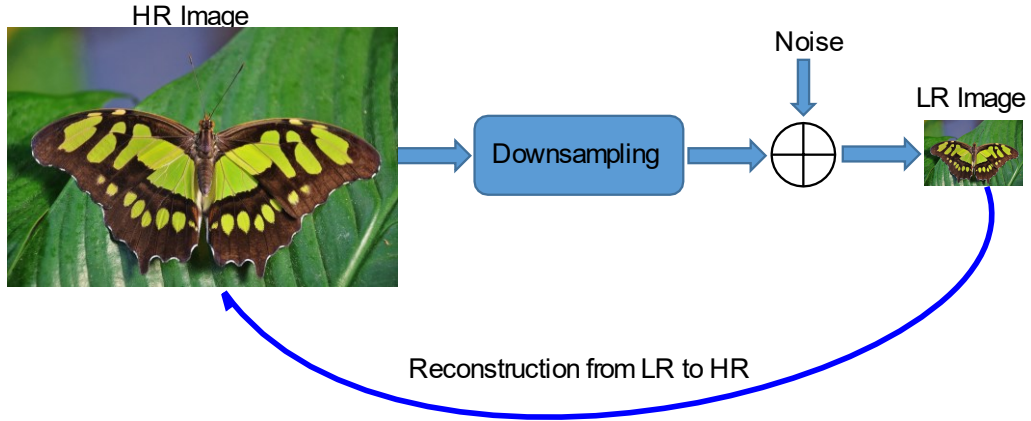 HR Image
Noise
LR Image
Downsampling
Reconstruction from LR to HR